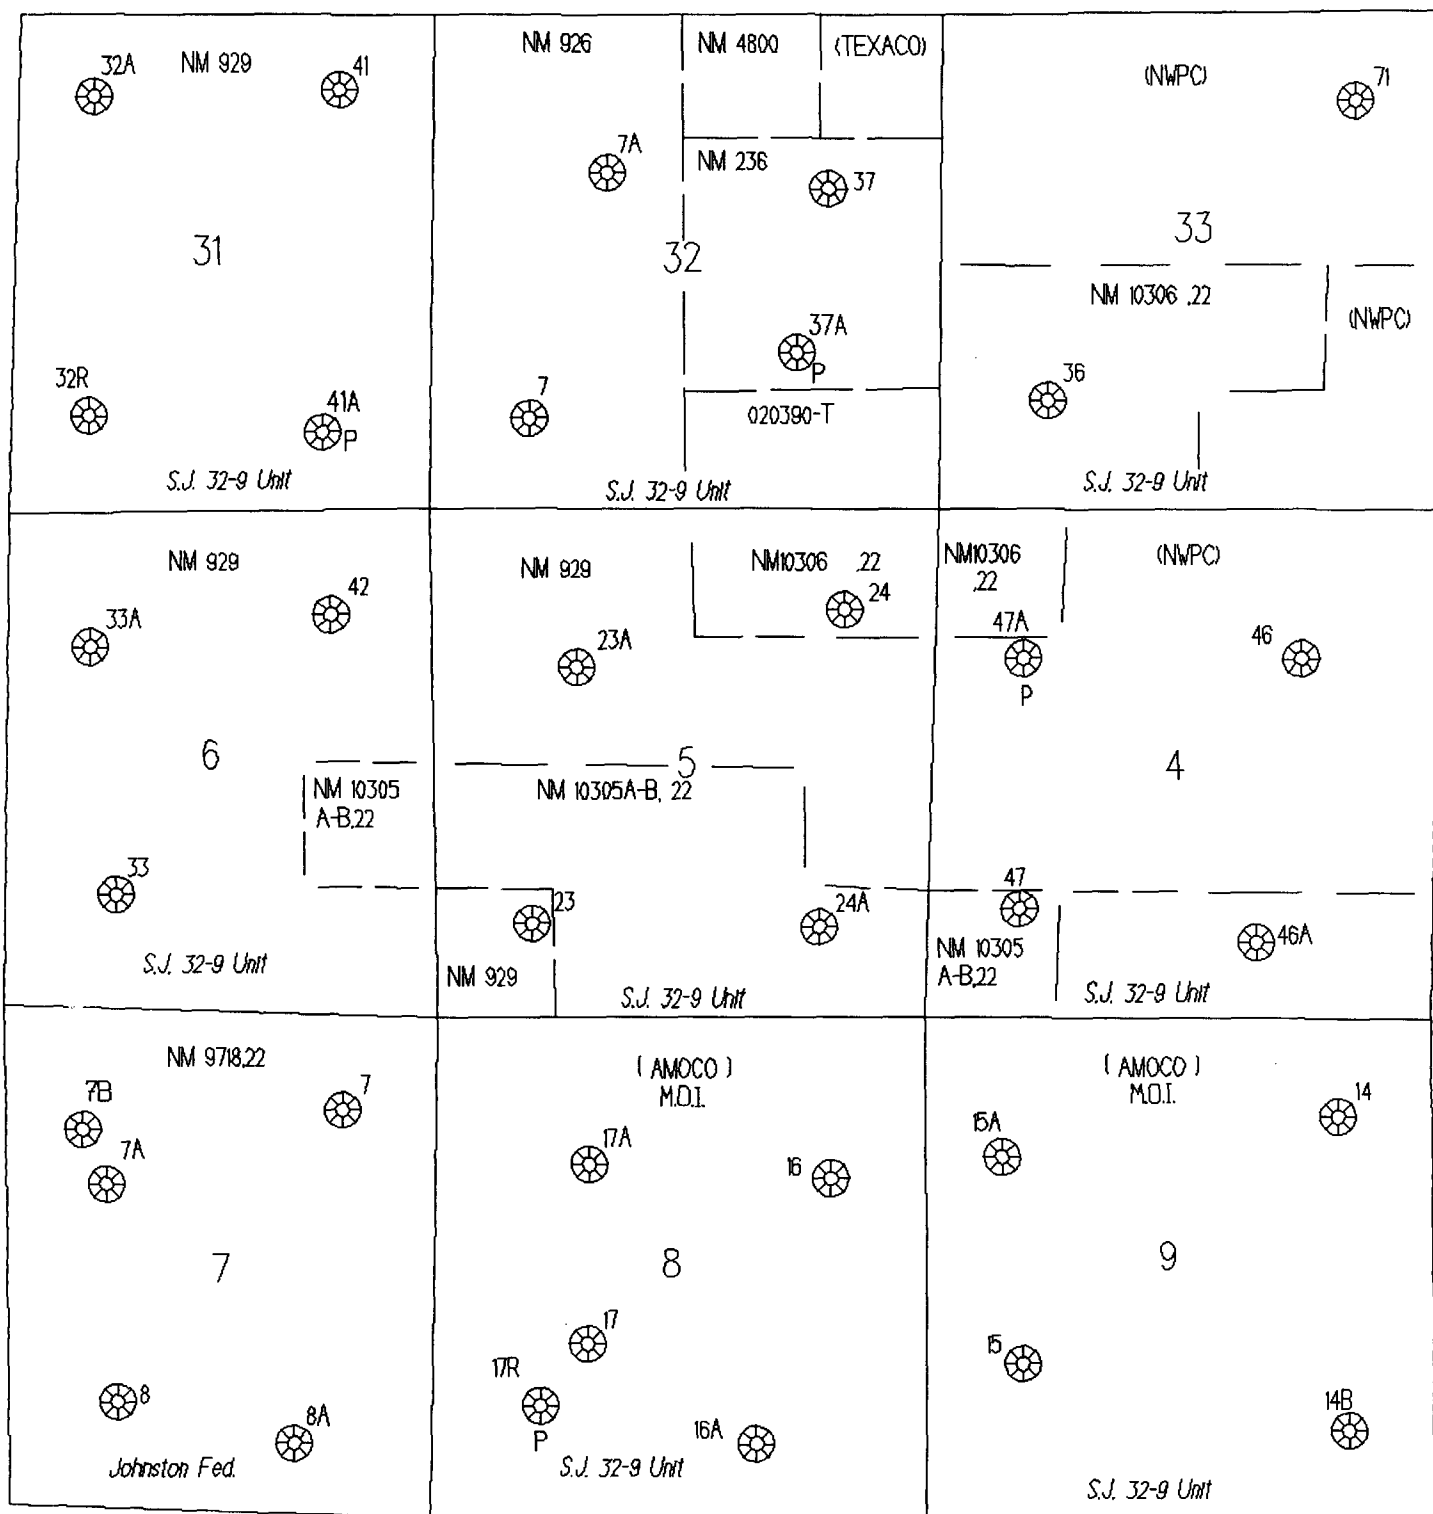 32A
NM 929
41
31
32R
41A
P
S.J. 32-9 Unit
NM 926
NM 4800
(TEXACO)
7A
NM 236
37
32
37A
P
7
020390-T
S.J. 32-9 Unit
(NWPC)
71
33
NM 10306 ,22
(NWPC)
36
S.J. 32-9 Unit
NM 929
42
33A
6
NM 10305
A-B,22
33
S.J. 32-9 Unit
NM 929
NM10306 ,22
24
23A
5
NM 10305A-B, 22
23
24A
NM 929
S.J. 32-9 Unit
NM10306
,22
(NWPC)
47A
46
P
4
47
46A
NM 10305
A-B,22
S.J. 32-9 Unit
NM 9718,22
7B
7
7A
7
8
8A
Johnston Fed.
( AMOCO )
M.O.I.
17A
16
8
17
17R
P
16A
S.J. 32-9 Unit
( AMOCO )
M.O.I.
14
15A
9
15
14B
S.J. 32-9 Unit